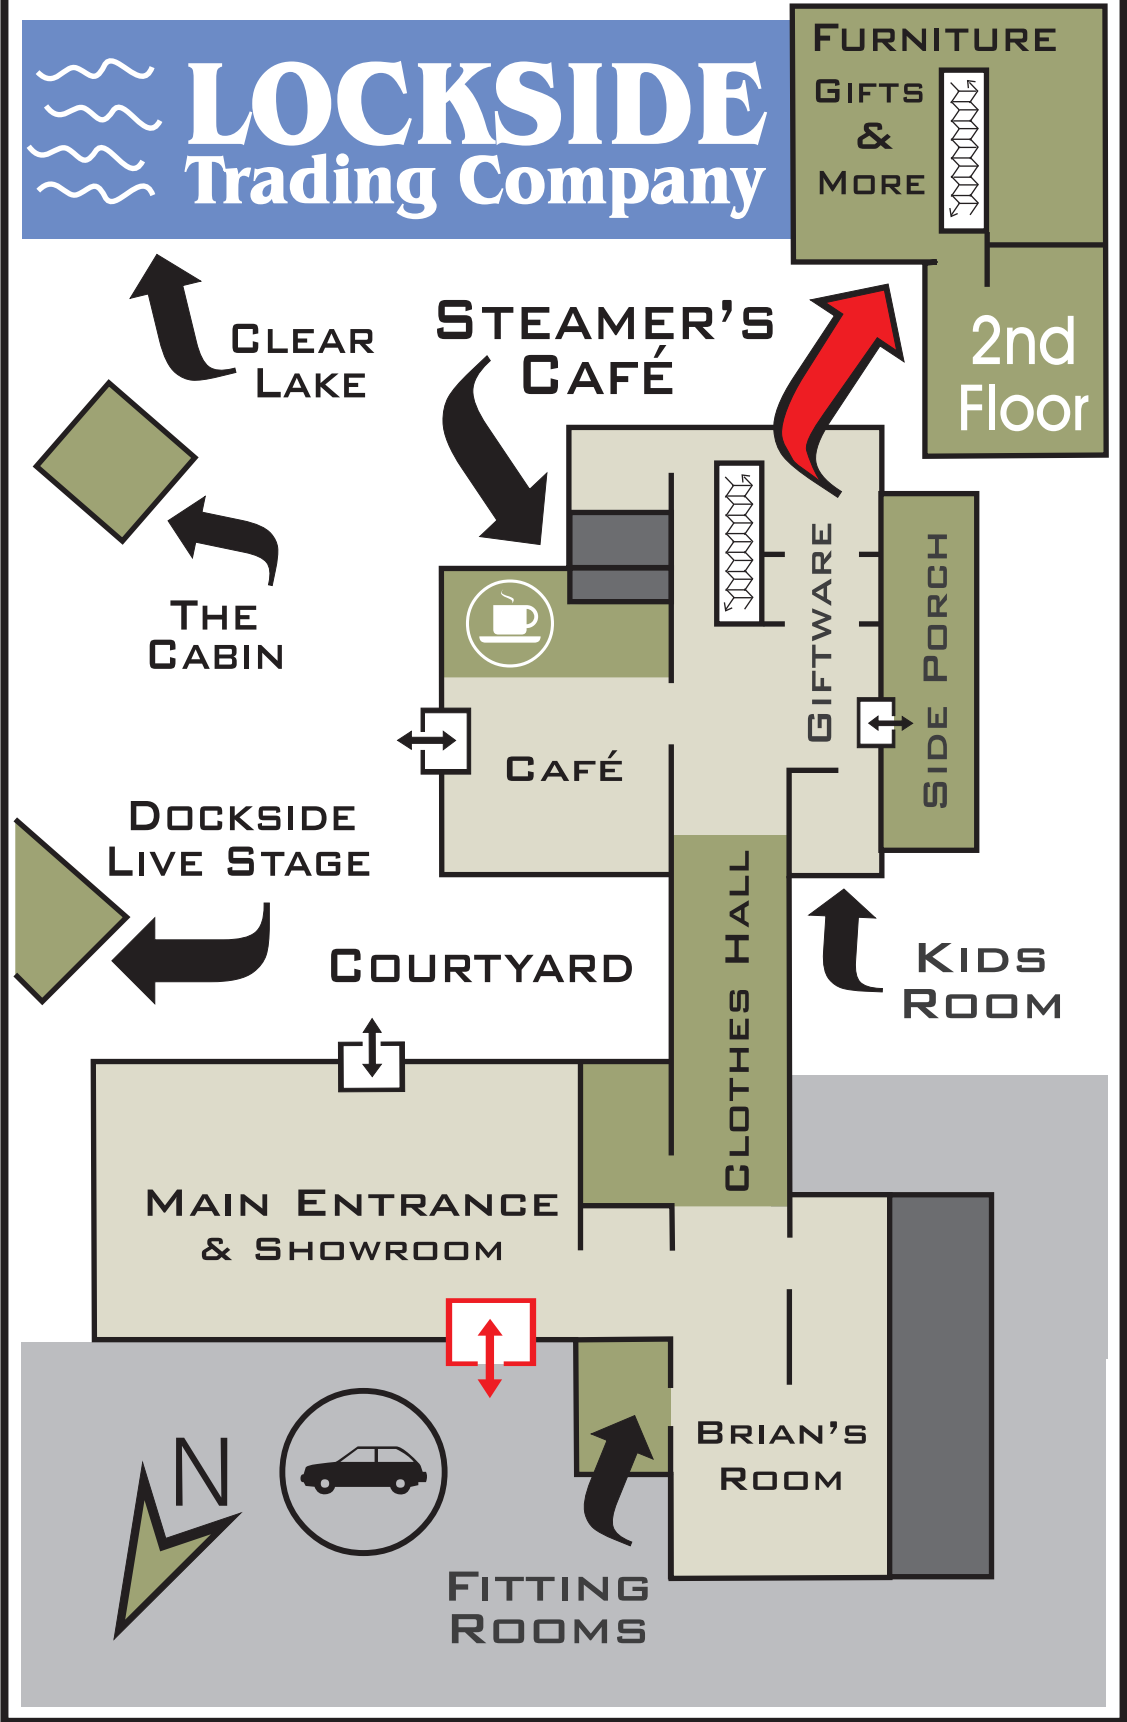 LOCKSIDE
Trading Company
FURNITURE
GIFTS
&
MORE
2nd
Floor
CLEAR
LAKE
STEAMER'S
CAFÉ
THE
CABIN
GIFTWARE
SIDE PORCH
CAFÉ
DOCKSIDE
LIVE STAGE
COURTYARD
CLOTHES HALL
KIDS
ROOM
MAIN ENTRANCE
& SHOWROOM
BRIAN'S
ROOM
N
FITTING
ROOMS